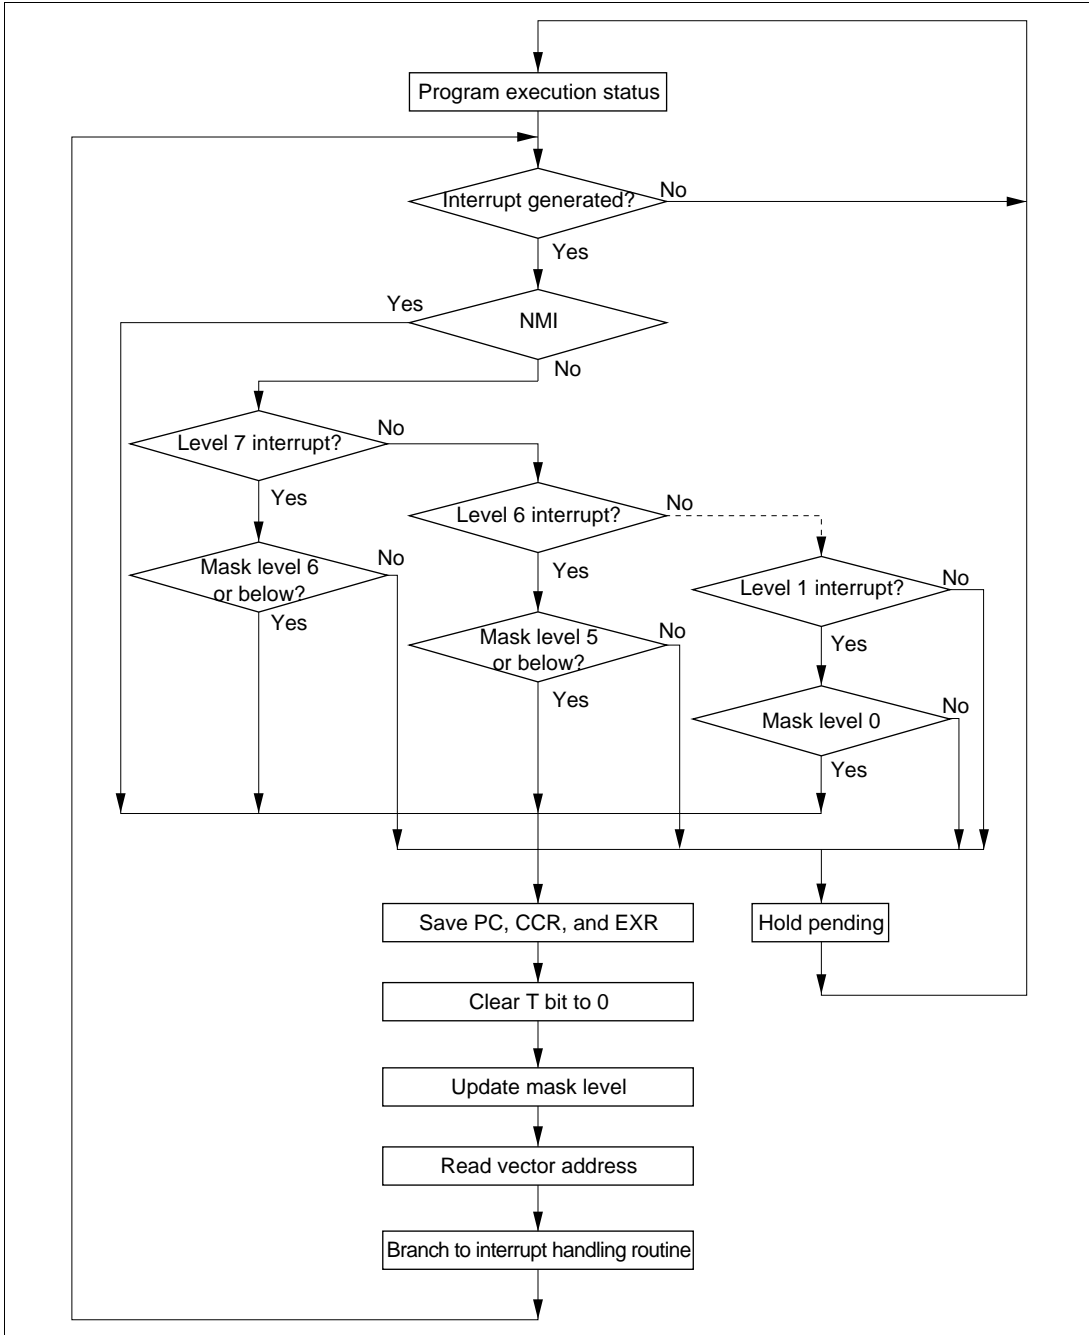 Program execution status
Interrupt generated?
No
Yes
Yes
NMI
No
Level 7 interrupt?
No
Yes
Level 6 interrupt?
No
Mask level 6
or below?
No
Yes
Yes
Level 1 interrupt?
No
Mask level 5
or below?
No
Yes
Yes
Mask level 0
No
Yes
Save PC, CCR, and EXR
Hold pending
Clear T bit to 0
Update mask level
Read vector address
Branch to interrupt handling routine